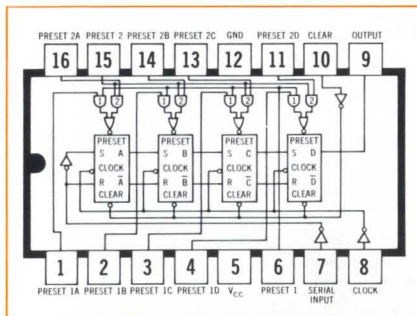 PRESET 2A PRESET 2 PRESET 2B PRESET 2C GND PRESET 2D CLEAR OUTPUT
16 15 14 13 12 11 10 9
1 2 1 2 1 2 1 2
PRESET PRESET PRESET PRESET
S A S B S C S D
CLOCK CLOCK CLOCK CLOCK
R A̅ R B̅ R C̅ R D̅
CLEAR CLEAR CLEAR CLEAR
1 2 3 4 5 6 7 8
PRESET 1A PRESET 1B PRESET 1C PRESET 1D VCC PRESET 1 SERIAL INPUT CLOCK